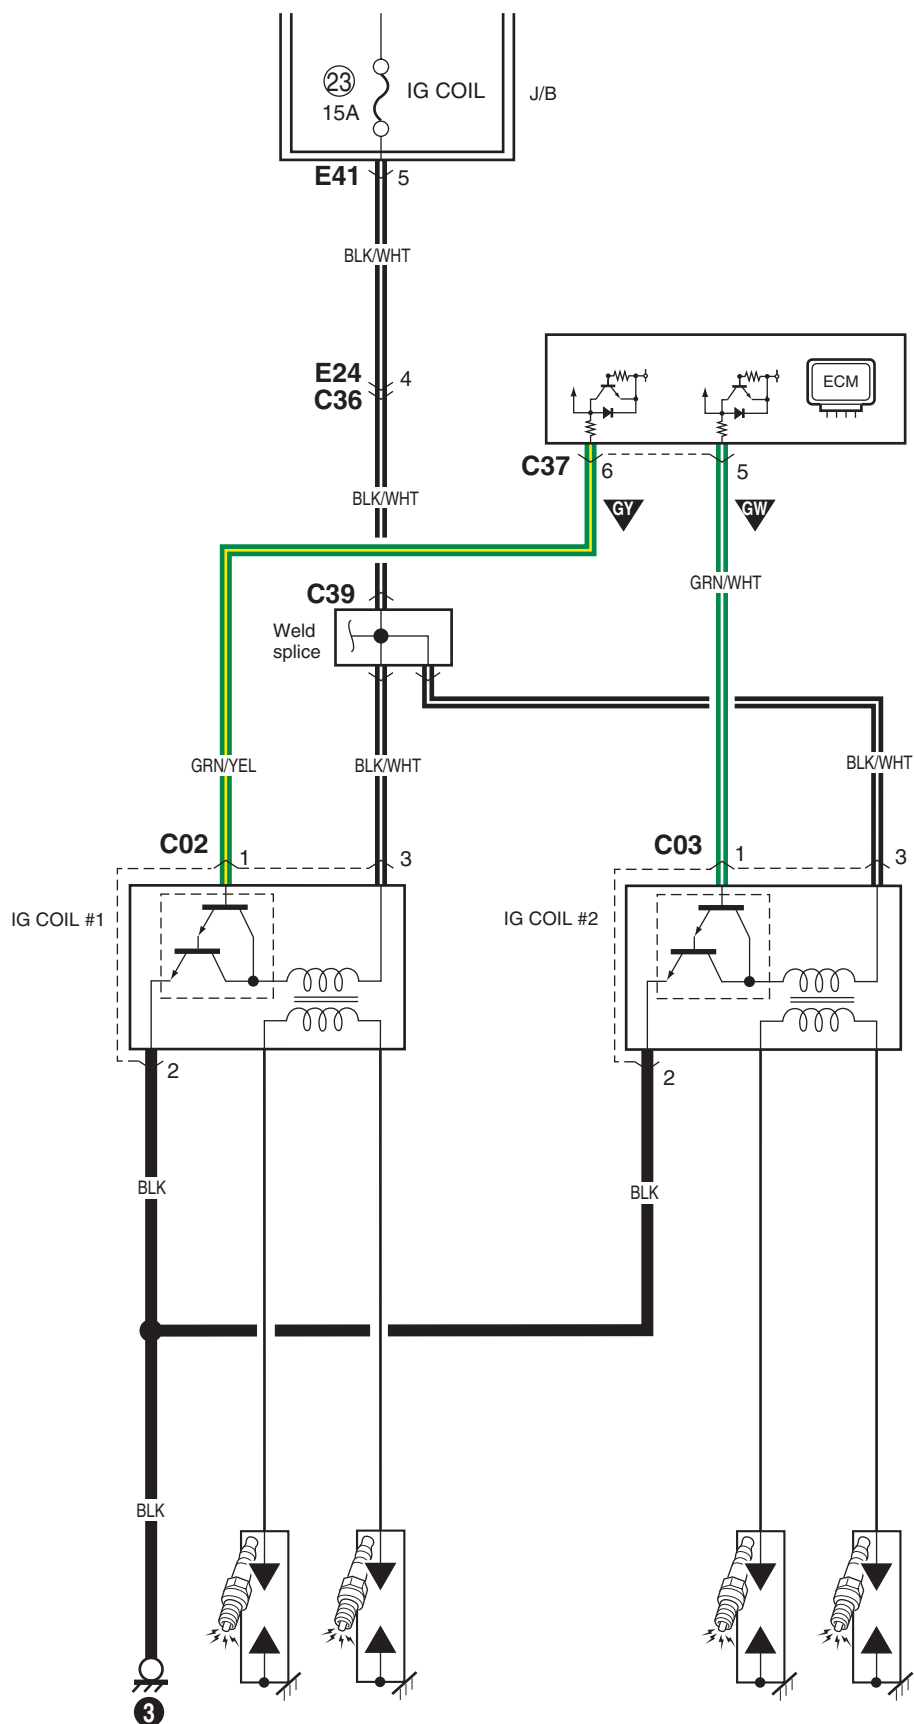 23
IG COIL
J/B
15A
E41 5
BLK/WHT
E24 4
C36
ECM
C37 6 5
BLK/WHT
GY
GW
GRN/WHT
C39
Weld
splice
GRN/YEL
BLK/WHT
BLK/WHT
C02 1 3
C03 1 3
IG COIL #1
IG COIL #2
2
2
BLK
BLK
BLK
3